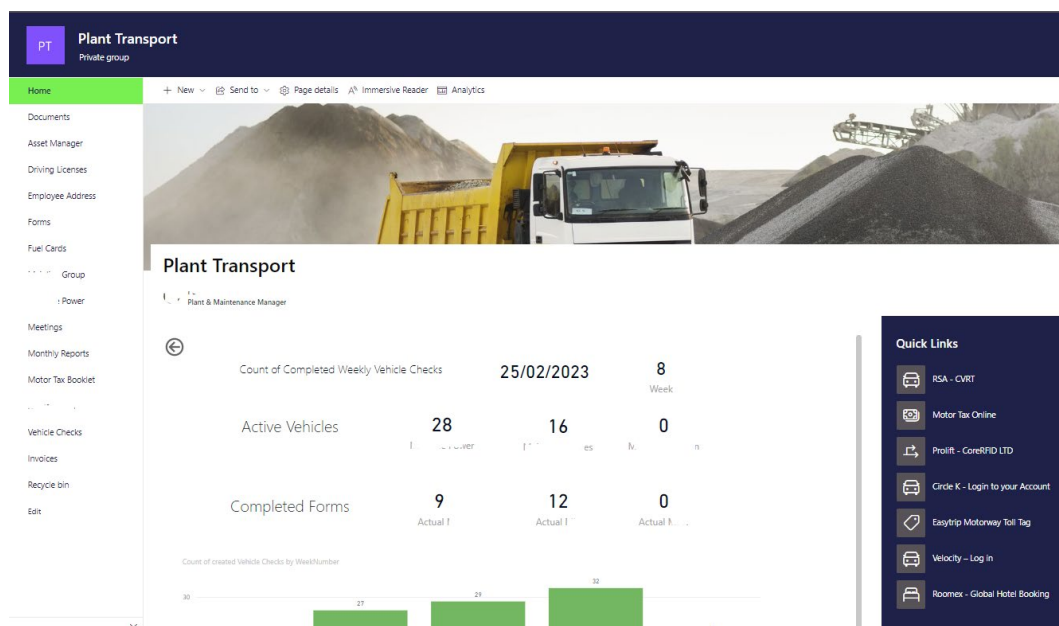 PT
Plant Transport
Private group
Home
Documents
Asset Manager
Driving Licenses
Employee Address
Forms
Fuel Cards
Group
Power
Meetings
Monthly Reports
Motor Tax Booklet
Vehicle Checks
Invoices
Recycle bin
Edit
New
Send to
Page details
Immersive Reader
Analytics
Plant Transport
Plant & Maintenance Manager
Count of Completed Weekly Vehicle Checks
25/02/2023
8
Week
Active Vehicles
28
16
0
Completed Forms
9
12
0
Actual
Actual
Actual
Count of created Vehicle Checks by WeekNumber
30
27
29
32
Quick Links
RSA - CVRT
Motor Tax Online
Prolift - CoreRFID LTD
Circle K - Login to your Account
Easytrip Motorway Toll Tag
Velocity – Log in
Roomex - Global Hotel Booking